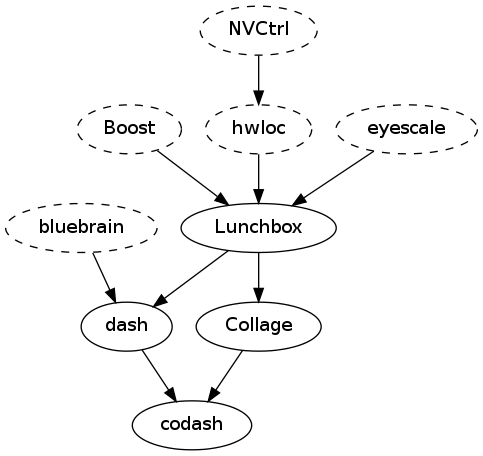 NVCtrl
Boost
hwloc
eyescale
bluebrain
Lunchbox
dash
Collage
codash